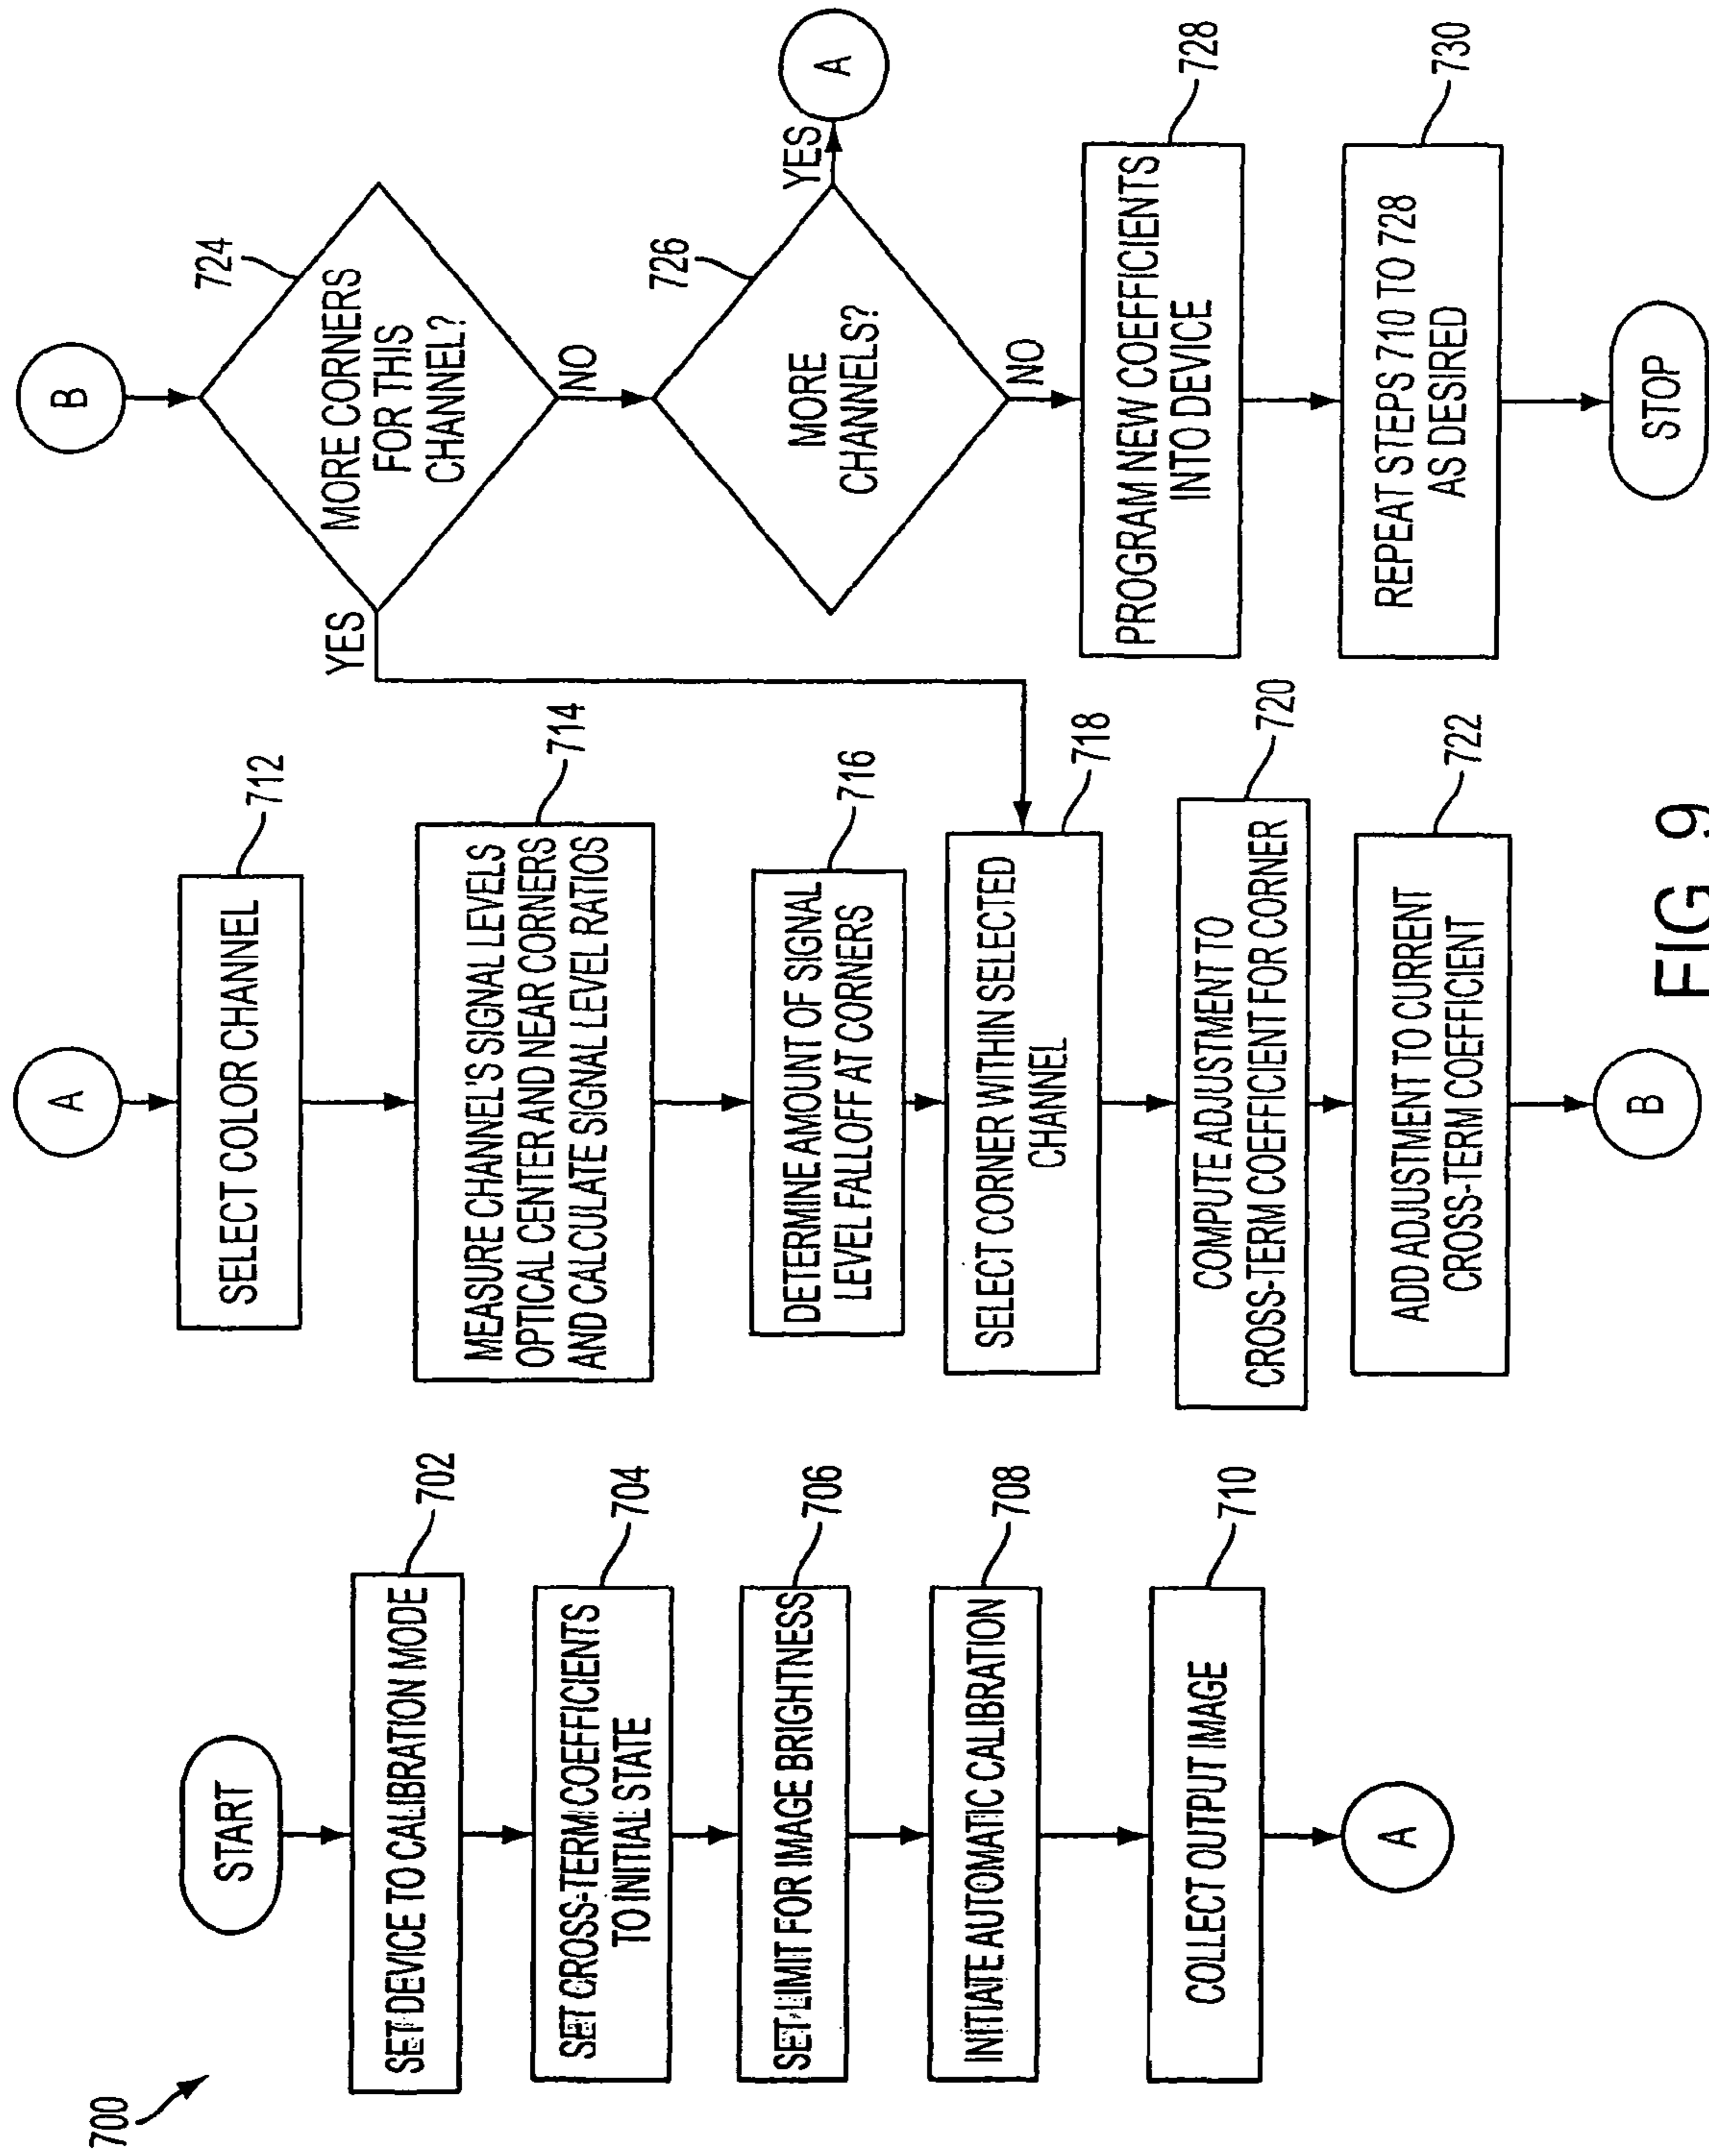 700
START
SET DEVICE TO CALIBRATION MODE
702
SET CROSS-TERM COEFFICIENTS
TO INITIAL STATE
704
SET LIMIT FOR IMAGE BRIGHTNESS
706
INITIATE AUTOMATIC CALIBRATION
708
COLLECT OUTPUT IMAGE
710
A
A
SELECT COLOR CHANNEL
712
MEASURE CHANNEL'S SIGNAL LEVELS
OPTICAL CENTER AND NEAR CORNERS
AND CALCULATE SIGNAL LEVEL RATIOS
714
DETERMINE AMOUNT OF SIGNAL
LEVEL FALLOFF AT CORNERS
716
SELECT CORNER WITHIN SELECTED
CHANNEL
718
COMPUTE ADJUSTMENT TO
CROSS-TERM COEFFICIENT FOR CORNER
720
ADD ADJUSTMENT TO CURRENT
CROSS-TERM COEFFICIENT
722
B
B
MORE CORNERS
FOR THIS
CHANNEL?
724
YES
NO
MORE
CHANNELS?
726
YES
A
NO
PROGRAM NEW COEFFICIENTS
INTO DEVICE
728
REPEAT STEPS 710 TO 728
AS DESIRED
730
STOP
FIG 9